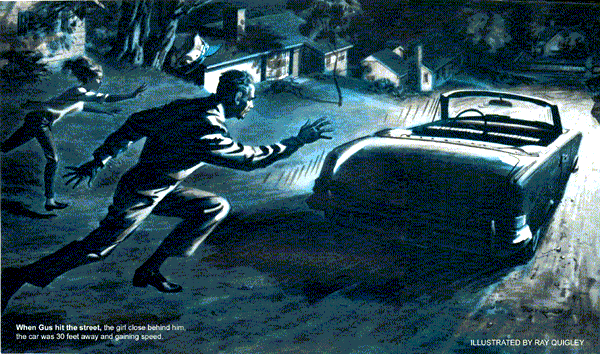 When Gus hit the street, the girl close behind him,
the car was 30 feet away and gaining speed.
ILLUSTRATED BY RAY QUIGLEY